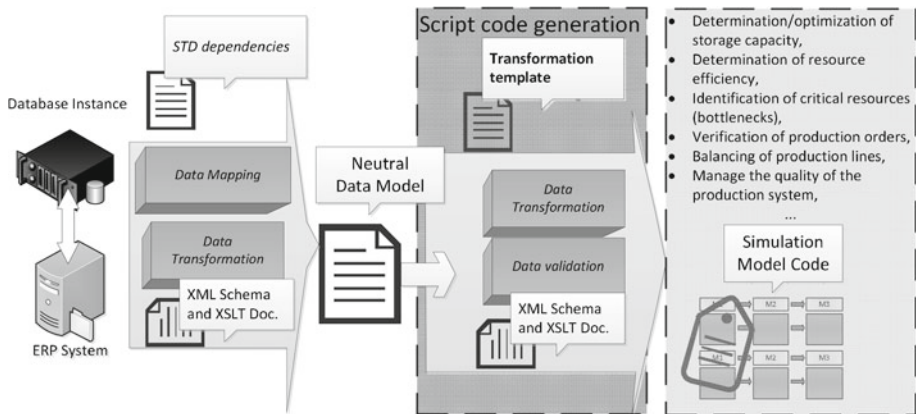 STD dependencies
Database Instance
ERP System
Data Mapping
Data
Transformation
XML Schema
and XSLT Doc.
Neutral
Data Model
Script code generation
Transformation
template
Data
Transformation
Data validation
XML Schema
and XSLT Doc.
• Determination/optimization of
storage capacity,
• Determination of resource
efficiency,
• Identification of critical resources
(bottlenecks),
• Verification of production orders,
• Balancing of production lines,
• Manage the quality of the
production system,
...
Simulation
Model Code
M1 M2 M3
M1 M2 M3